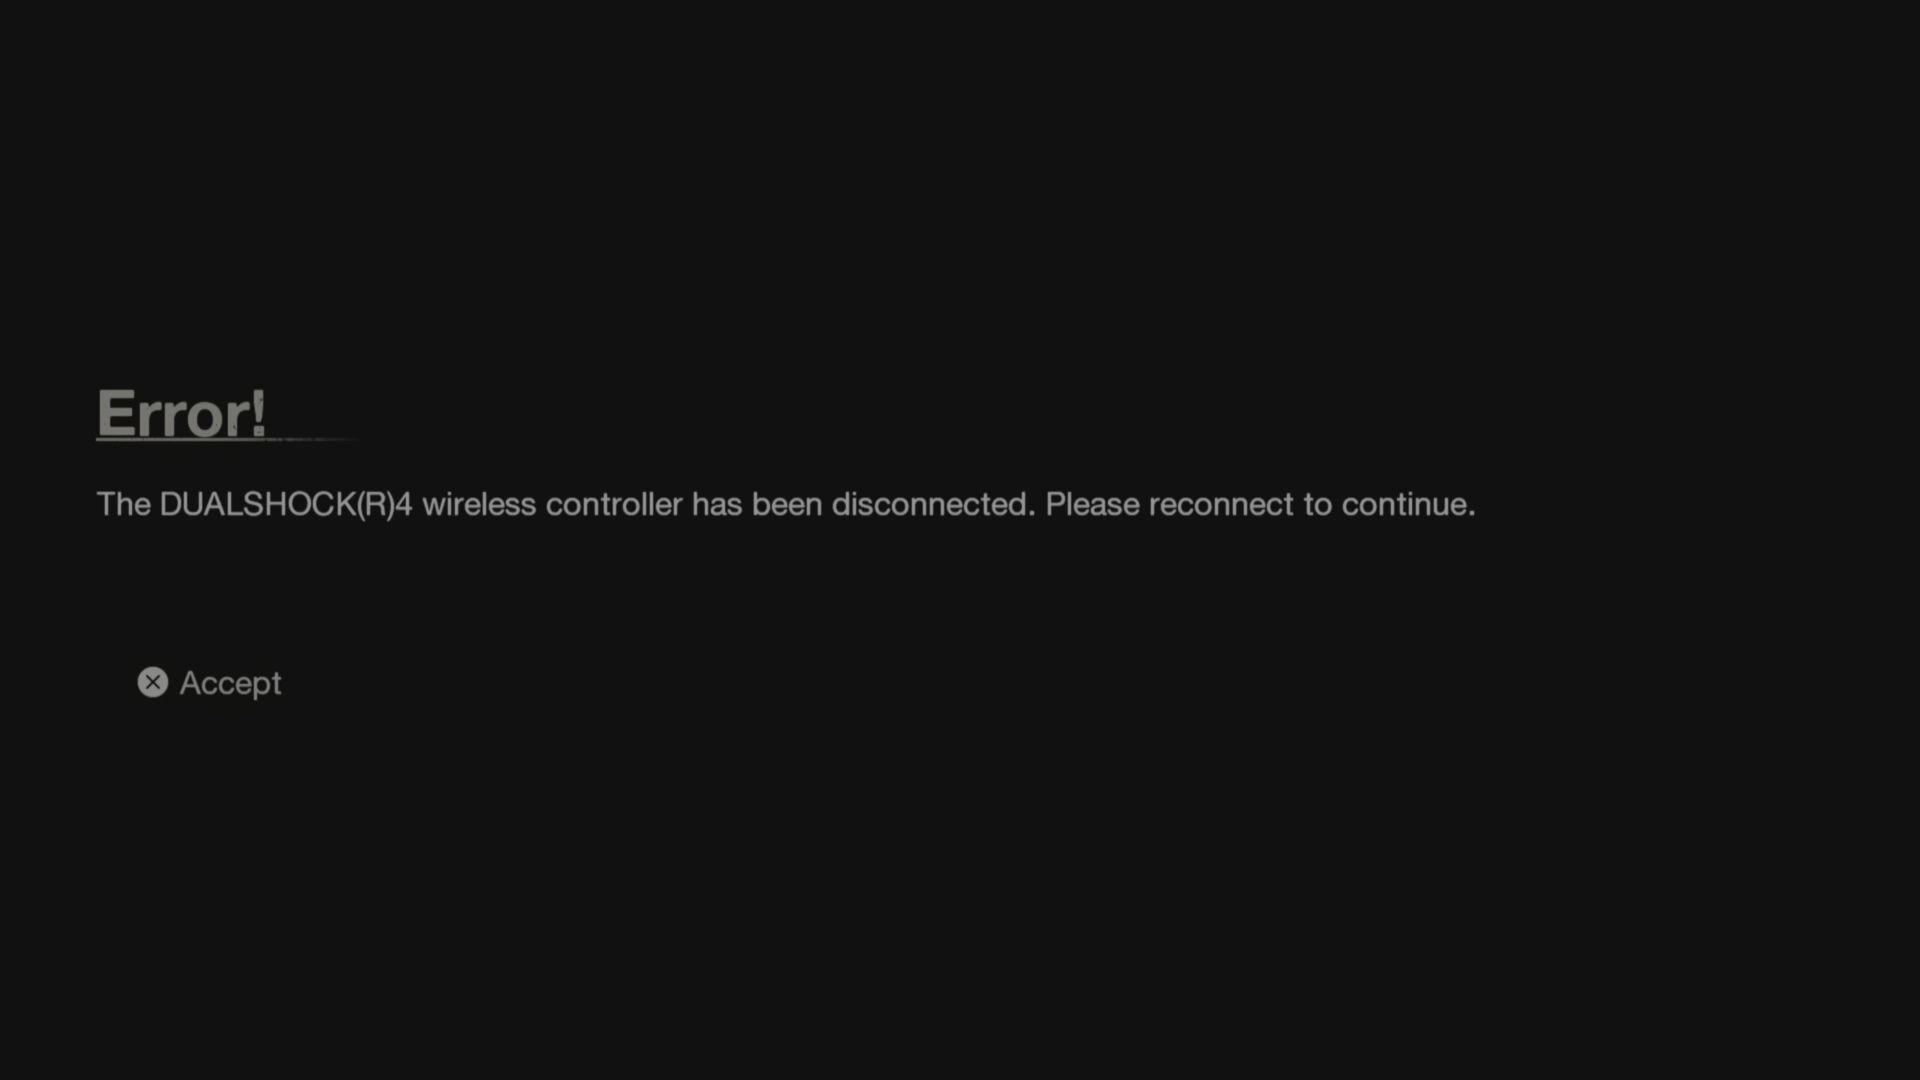 Error!
The DUALSHOCK(R)4 wireless controller has been disconnected. Please reconnect to continue.
Accept